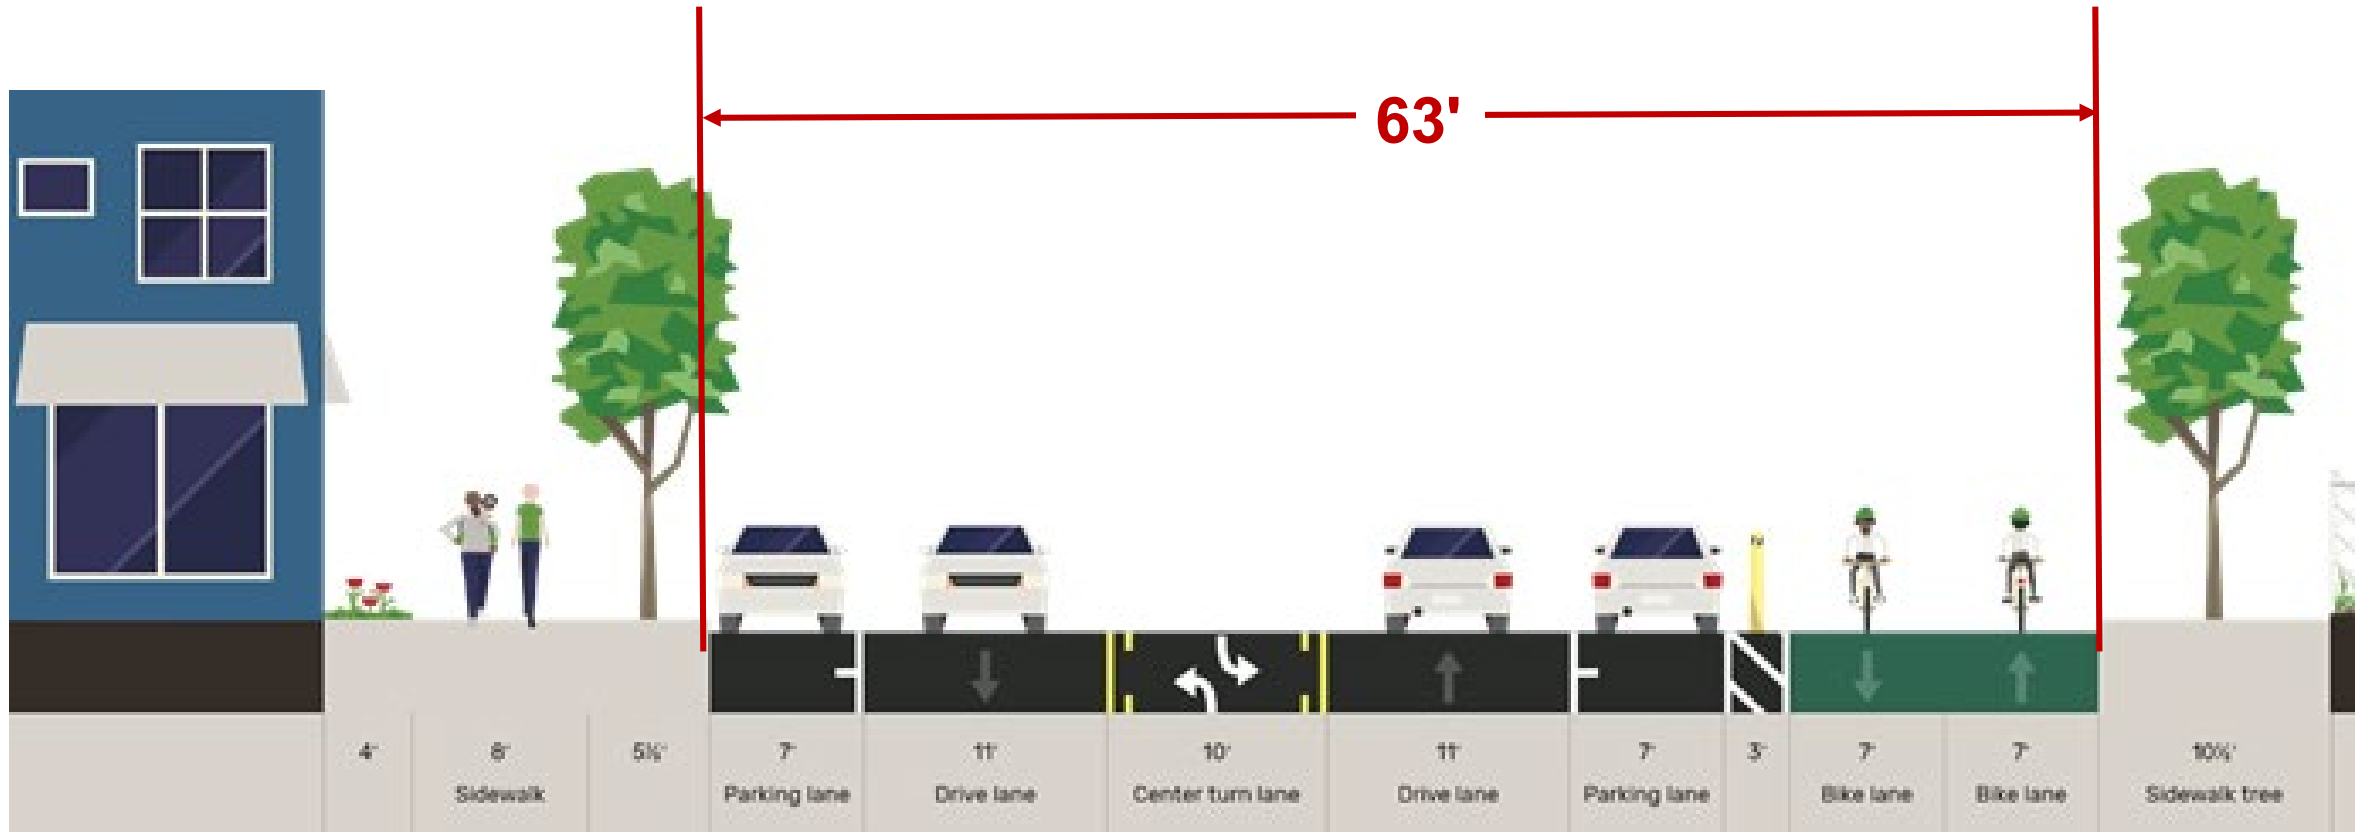 63'
4' 8' 5½' 7' 11' 10' 11' 7' 3' 7' 7' 10½'
Sidewalk Parking lane Drive lane Center turn lane Drive lane Parking lane Bike lane Bike lane Sidewalk tree